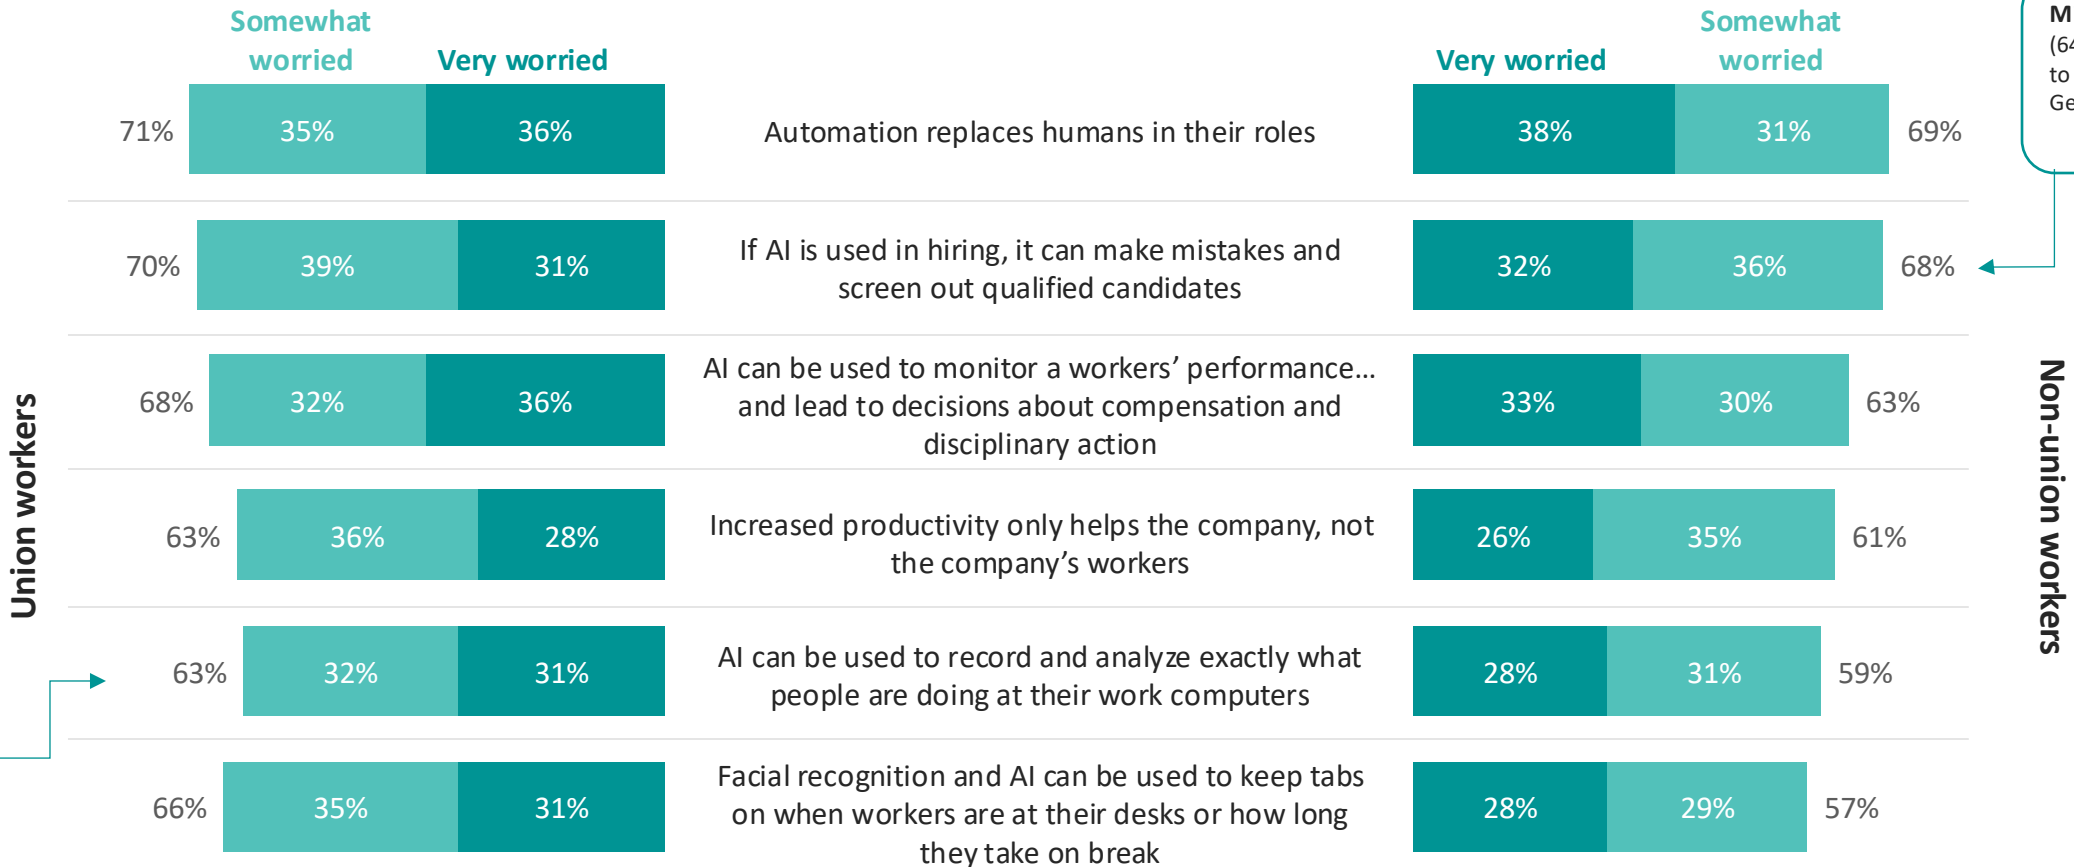 Somewhat
worried
Very worried
Very worried
Somewhat
worried
(64
to
71%
35%
36%
Automation replaces humans in their roles
38%
31%
69%
70%
39%
31%
If AI is used in hiring, it can make mistakes and
screen out qualified candidates
32%
36%
68%
68%
32%
36%
AI can be used to monitor a workers’ performance…
and lead to decisions about compensation and
disciplinary action
33%
30%
63%
63%
36%
28%
Increased productivity only helps the company, not
the company’s workers
26%
35%
61%
63%
32%
31%
AI can be used to record and analyze exactly what
people are doing at their work computers
28%
31%
59%
66%
35%
31%
Facial recognition and AI can be used to keep tabs
on when workers are at their desks or how long
they take on break
28%
29%
57%
Union workers
Non-union workers